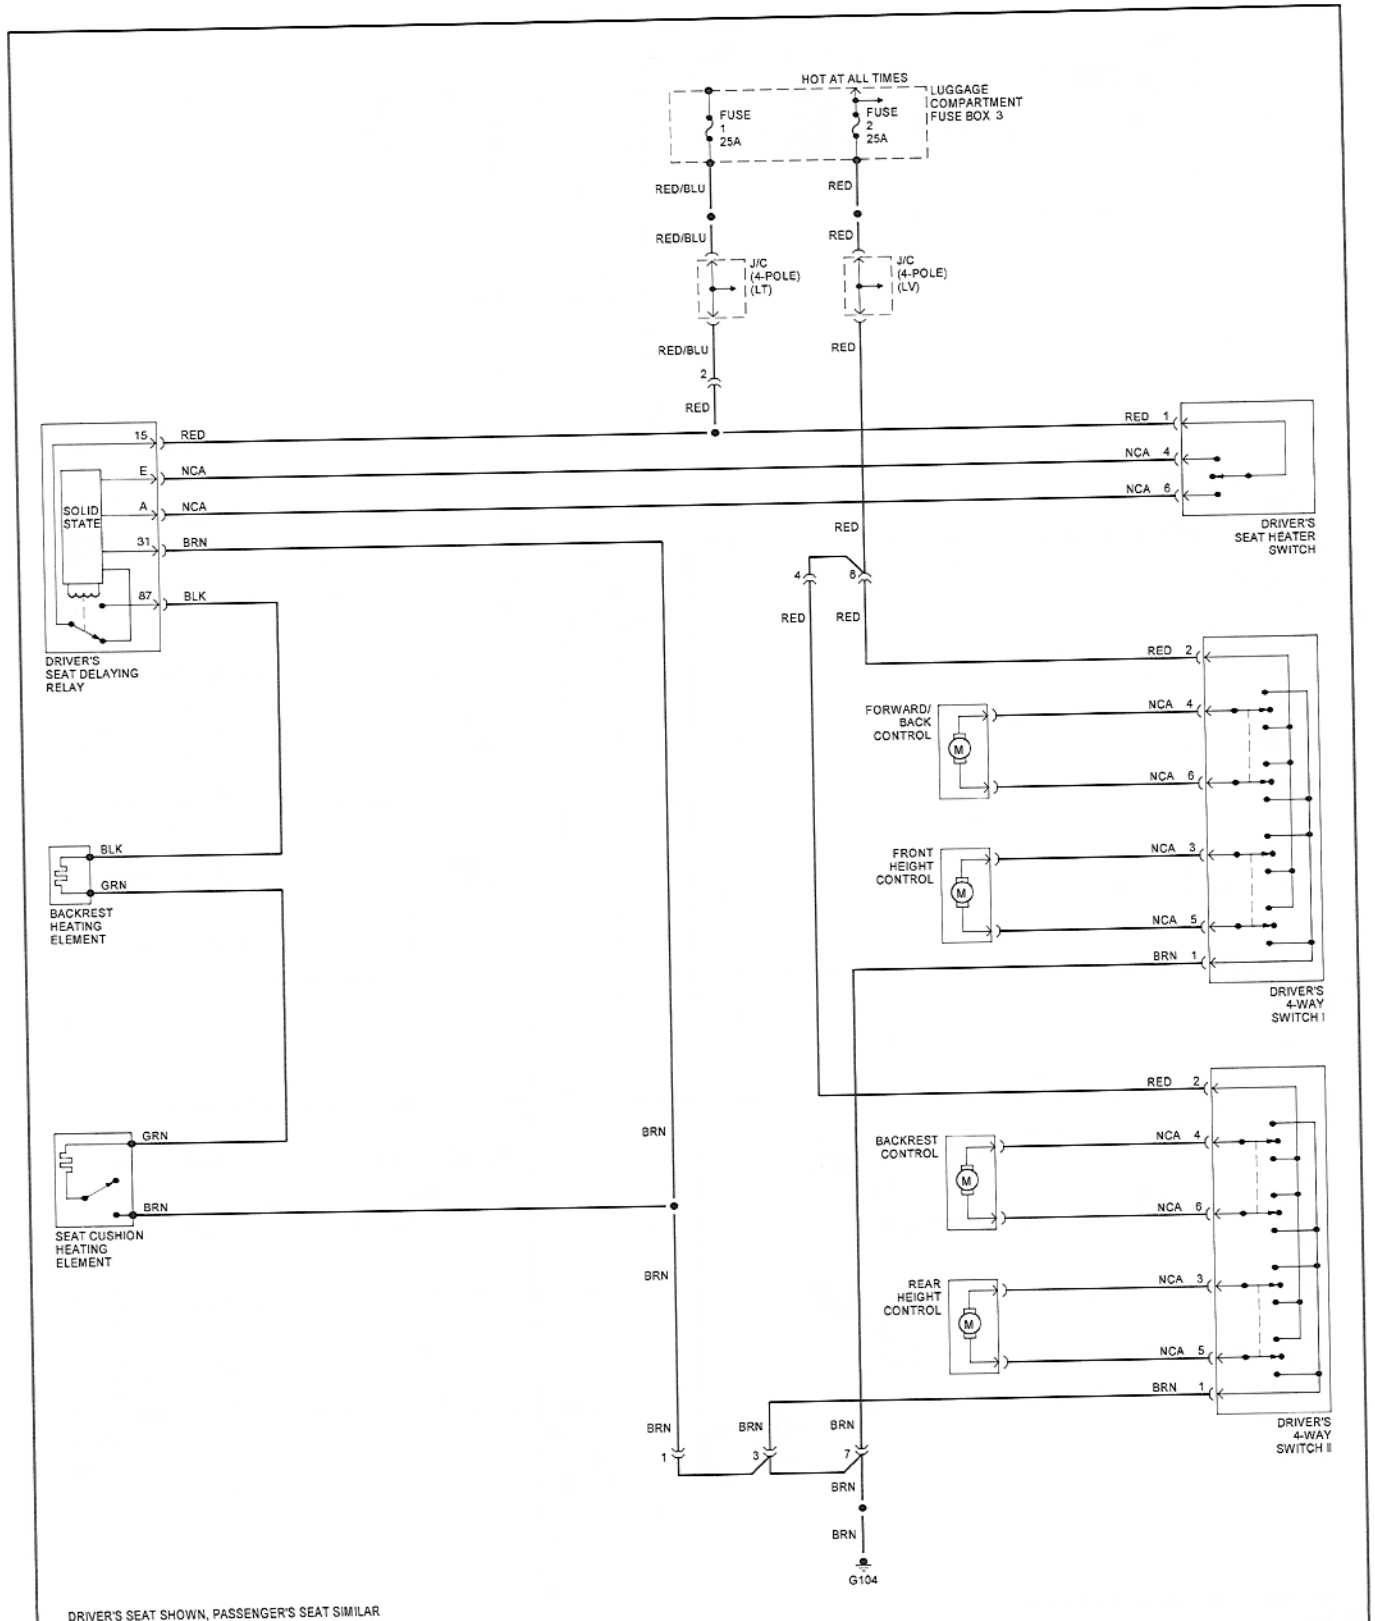 HOT AT ALL TIMES
LUGGAGE
COMPARTMENT
FUSE BOX 3
FUSE
1
25A
FUSE
2
25A
RED/BLU
RED
RED/BLU
RED
J/C
(4-POLE)
(LT)
J/C
(4-POLE)
(LV)
RED/BLU
RED
2
RED
15 RED
RED 1
E NCA
NCA 4
A NCA
NCA 6
SOLID
STATE
31 BRN
87 BLK
DRIVER'S
SEAT DELAYING
RELAY
DRIVER'S
SEAT HEATER
SWITCH
RED
4
8
RED
RED
RED 2
FORWARD/
BACK
CONTROL
M
NCA 4
NCA 6
FRONT
HEIGHT
CONTROL
M
NCA 3
NCA 5
BRN 1
DRIVER'S
4-WAY
SWITCH I
BLK
GRN
BACKREST
HEATING
ELEMENT
GRN
BRN
SEAT CUSHION
HEATING
ELEMENT
BRN
BRN
RED 2
BACKREST
CONTROL
M
NCA 4
NCA 6
REAR
HEIGHT
CONTROL
M
NCA 3
NCA 5
BRN 1
DRIVER'S
4-WAY
SWITCH II
BRN
BRN
BRN
1
3
7
BRN
BRN
G104
DRIVER'S SEAT SHOWN, PASSENGER'S SEAT SIMILAR